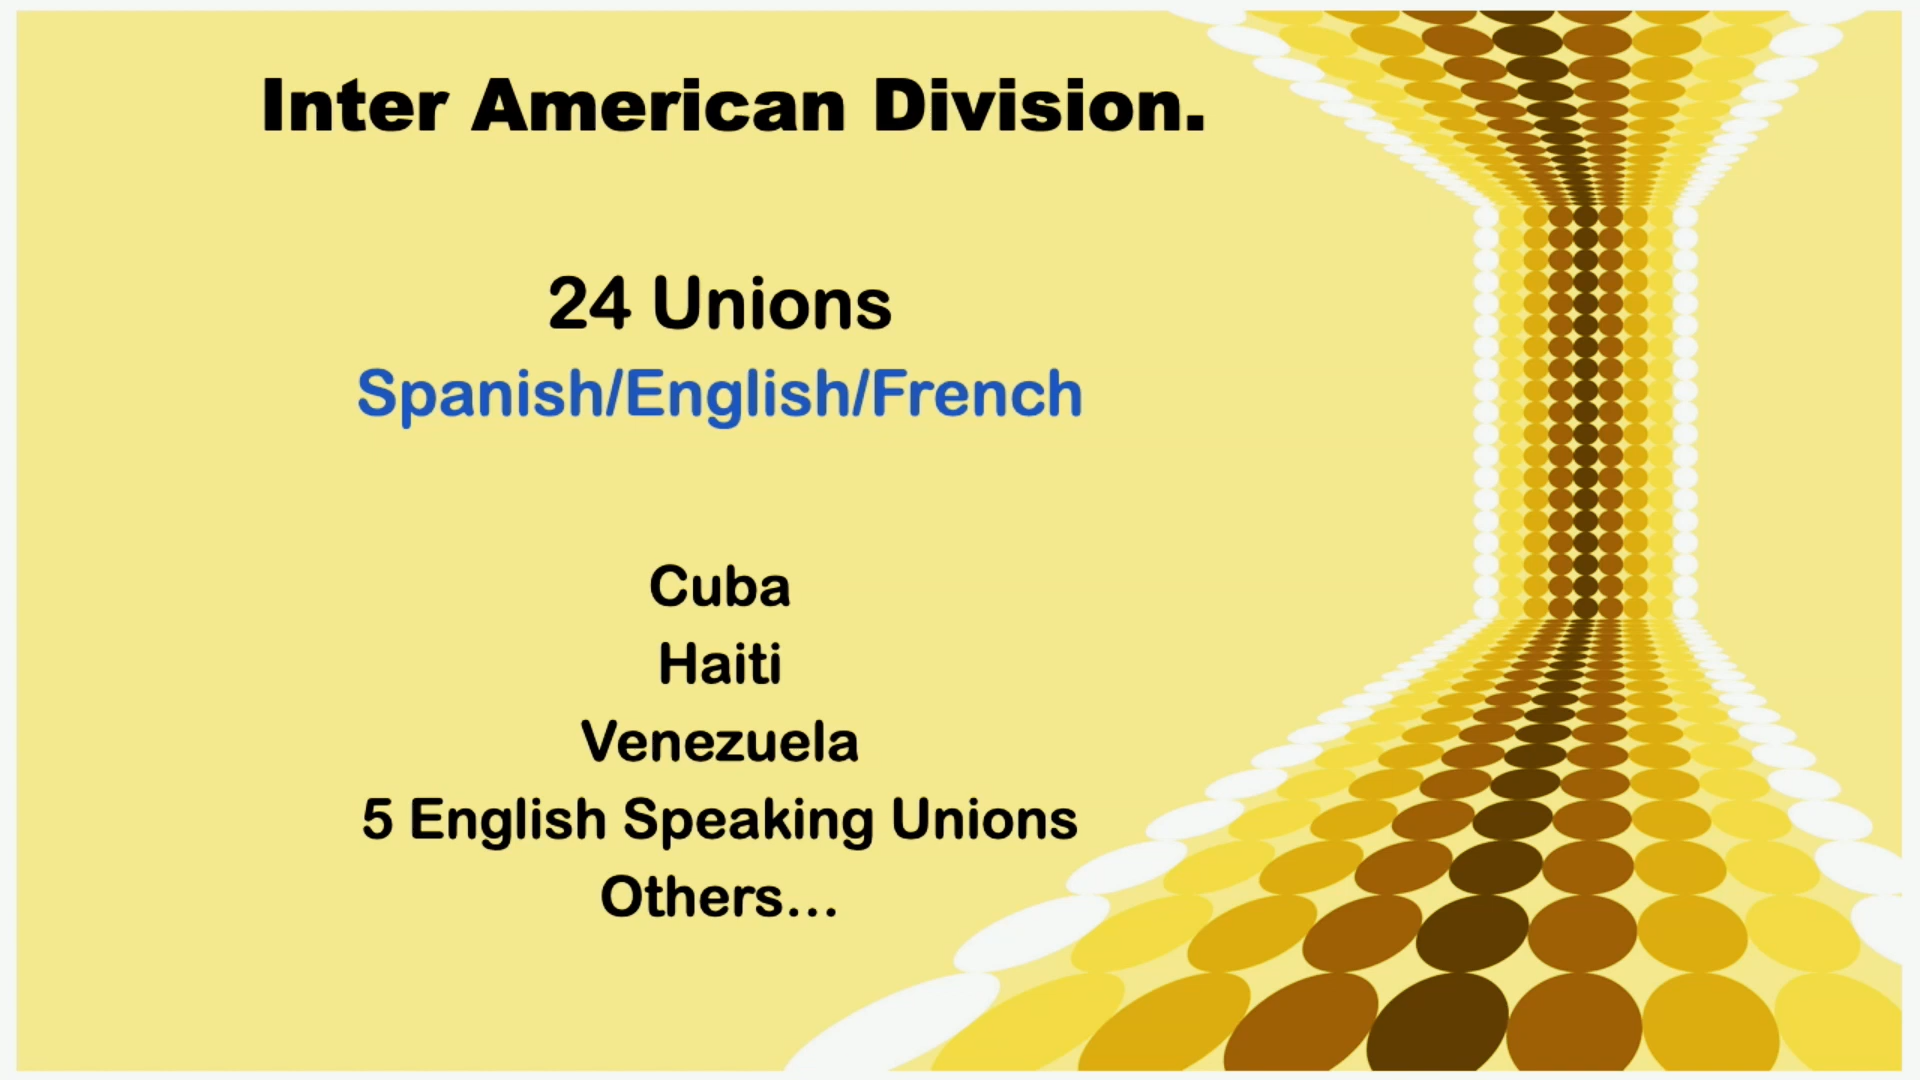 Inter American Division.
24 Unions
Spanish/English/French
Cuba
Haiti
Venezuela
5 English Speaking Unions
Others...